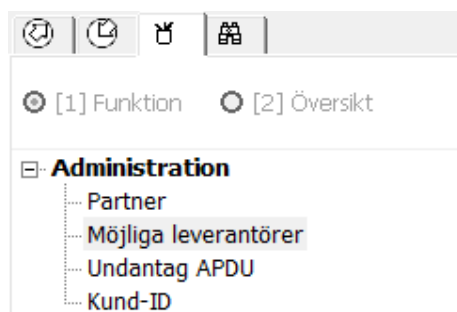 [1] Funktion [2] Översikt
Administration
Partner
Möjliga leverantörer
Undantag APDU
Kund-ID